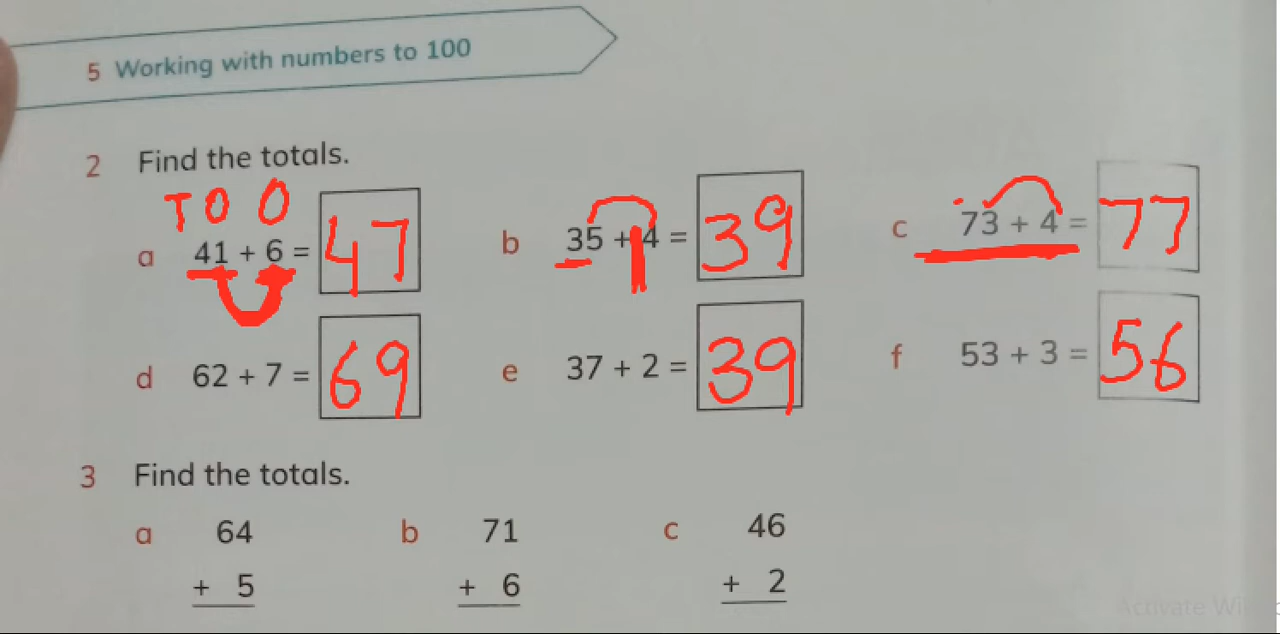 5 Working with numbers to 100
2 Find the totals.
T O O
a 41 + 6 = 47 b 35 + 4 = 39 c 73 + 4 = 77
d 62 + 7 = 69 e 37 + 2 = 39 f 53 + 3 = 56
3 Find the totals.
a 64 b 71 c 46
+ 5 + 6 + 2
Activate Wi